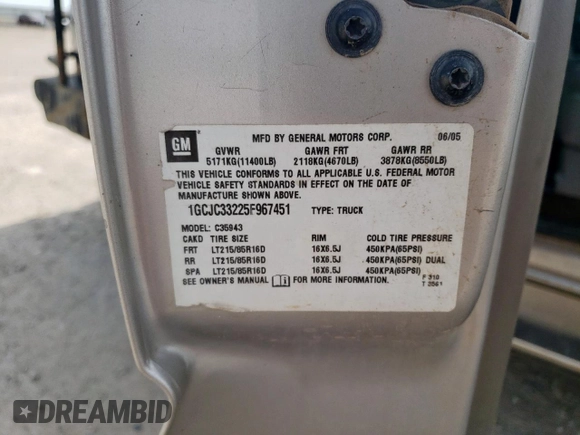 GM
MFD BY GENERAL MOTORS CORP. 06/05
GVWR GAWR FRT GAWR RR
5171KG(11400LB) 2118KG(4670LB) 3878KG(8550LB)
THIS VEHICLE CONFORMS TO ALL APPLICABLE U.S. FEDERAL MOTOR
VEHICLE SAFETY STANDARDS IN EFFECT ON THE DATE OF
MANUFACTURE SHOWN ABOVE.
1GCJC33225F967451 TYPE: TRUCK
MODEL: C35943
CAKD TIRE SIZE RIM COLD TIRE PRESSURE
FRT LT215/85R16D 16X6.5J 450KPA(65PSI)
RR LT215/85R16D 16X6.5J 450KPA(65PSI) DUAL
SPA LT215/85R16D 16X6.5J 450KPA(65PSI)
SEE OWNER'S MANUAL FOR MORE INFORMATION.
F 310
DREAMBID